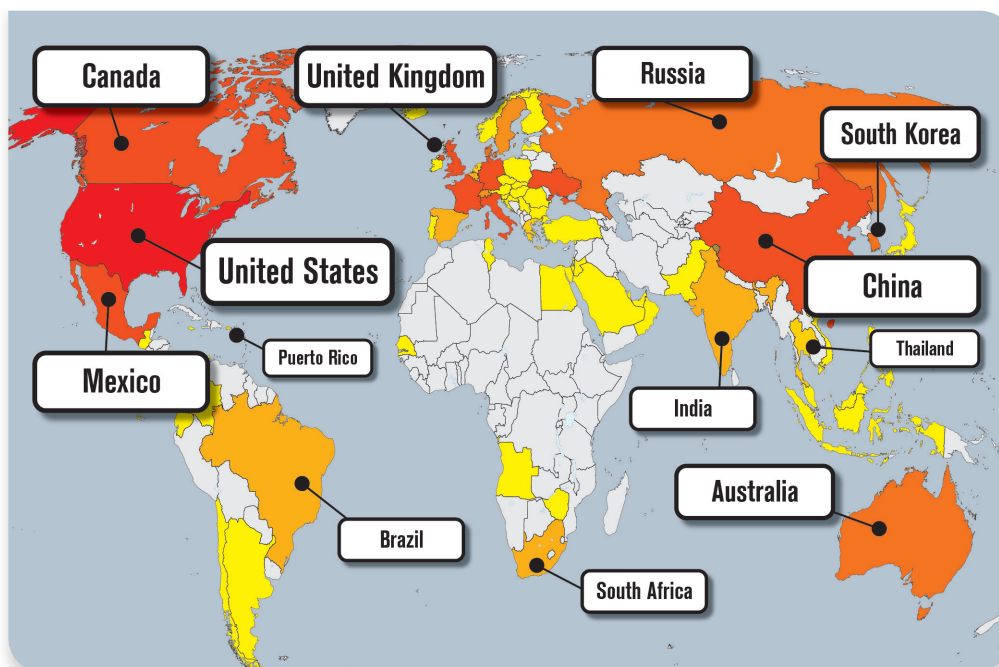 Canada
United Kingdom
Russia
South Korea
United States
China
Puerto Rico
Thailand
Mexico
India
Australia
Brazil
South Africa